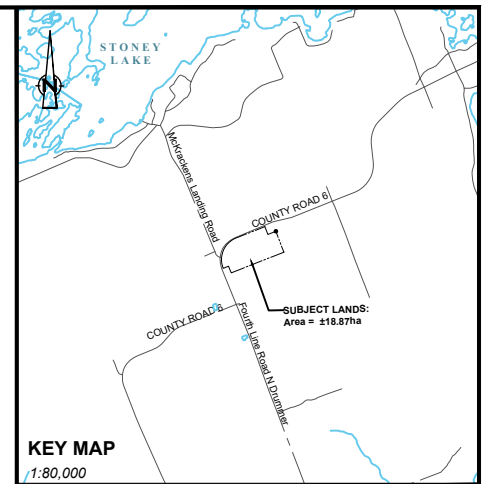 STONEY
LAKE
N
McKrackens Landing Road
COUNTY ROAD 6
SUBJECT LANDS:
Area = ±18.87ha
COUNTY ROAD 6
Fourth Line Road N Drummer
KEY MAP
1:80,000